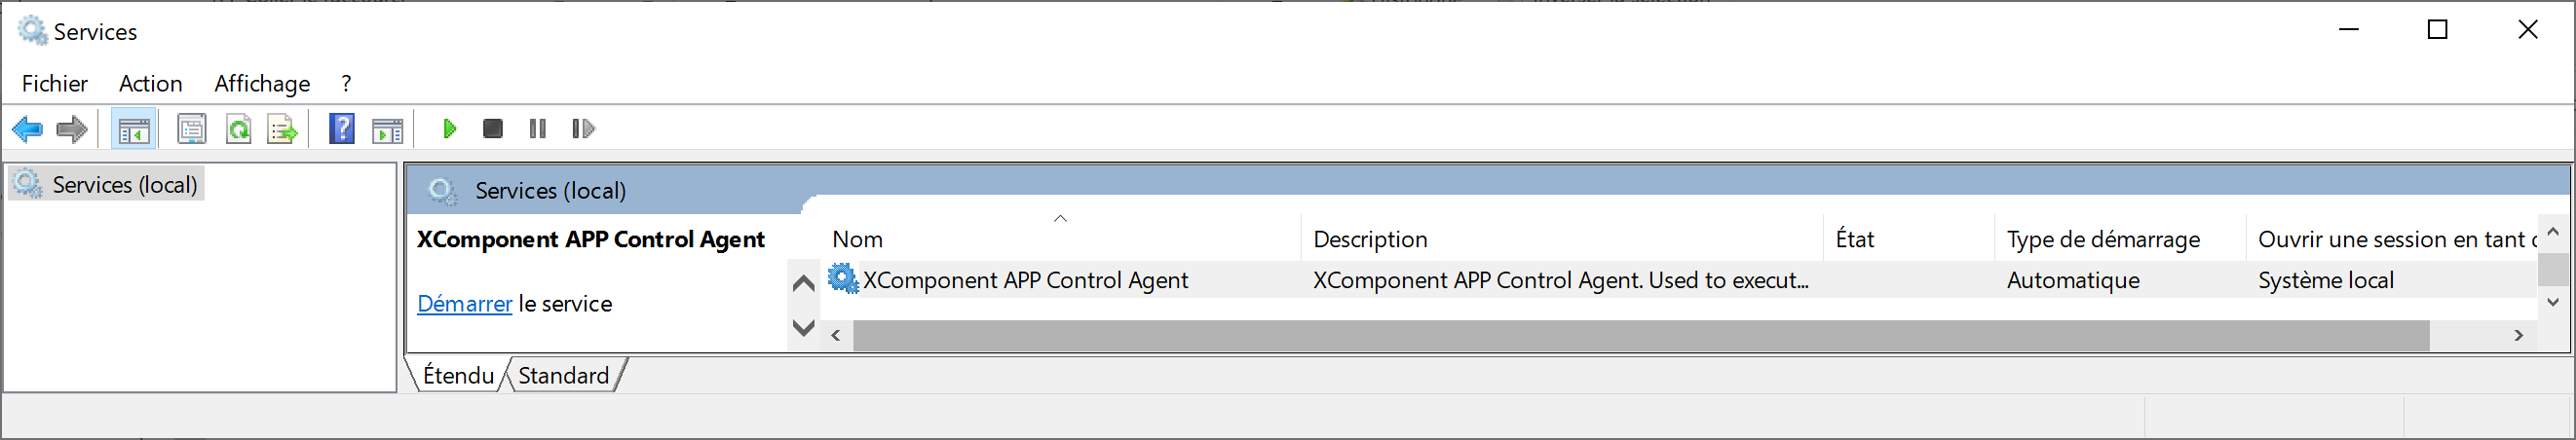 Services
Fichier Action Affichage ?
Services (local)
Services (local)
XComponent APP Control Agent
Démarrer le service
Nom Description État Type de démarrage Ouvrir une session en tant
XComponent APP Control Agent XComponent APP Control Agent. Used to execut... Automatique Système local
Étendu Standard